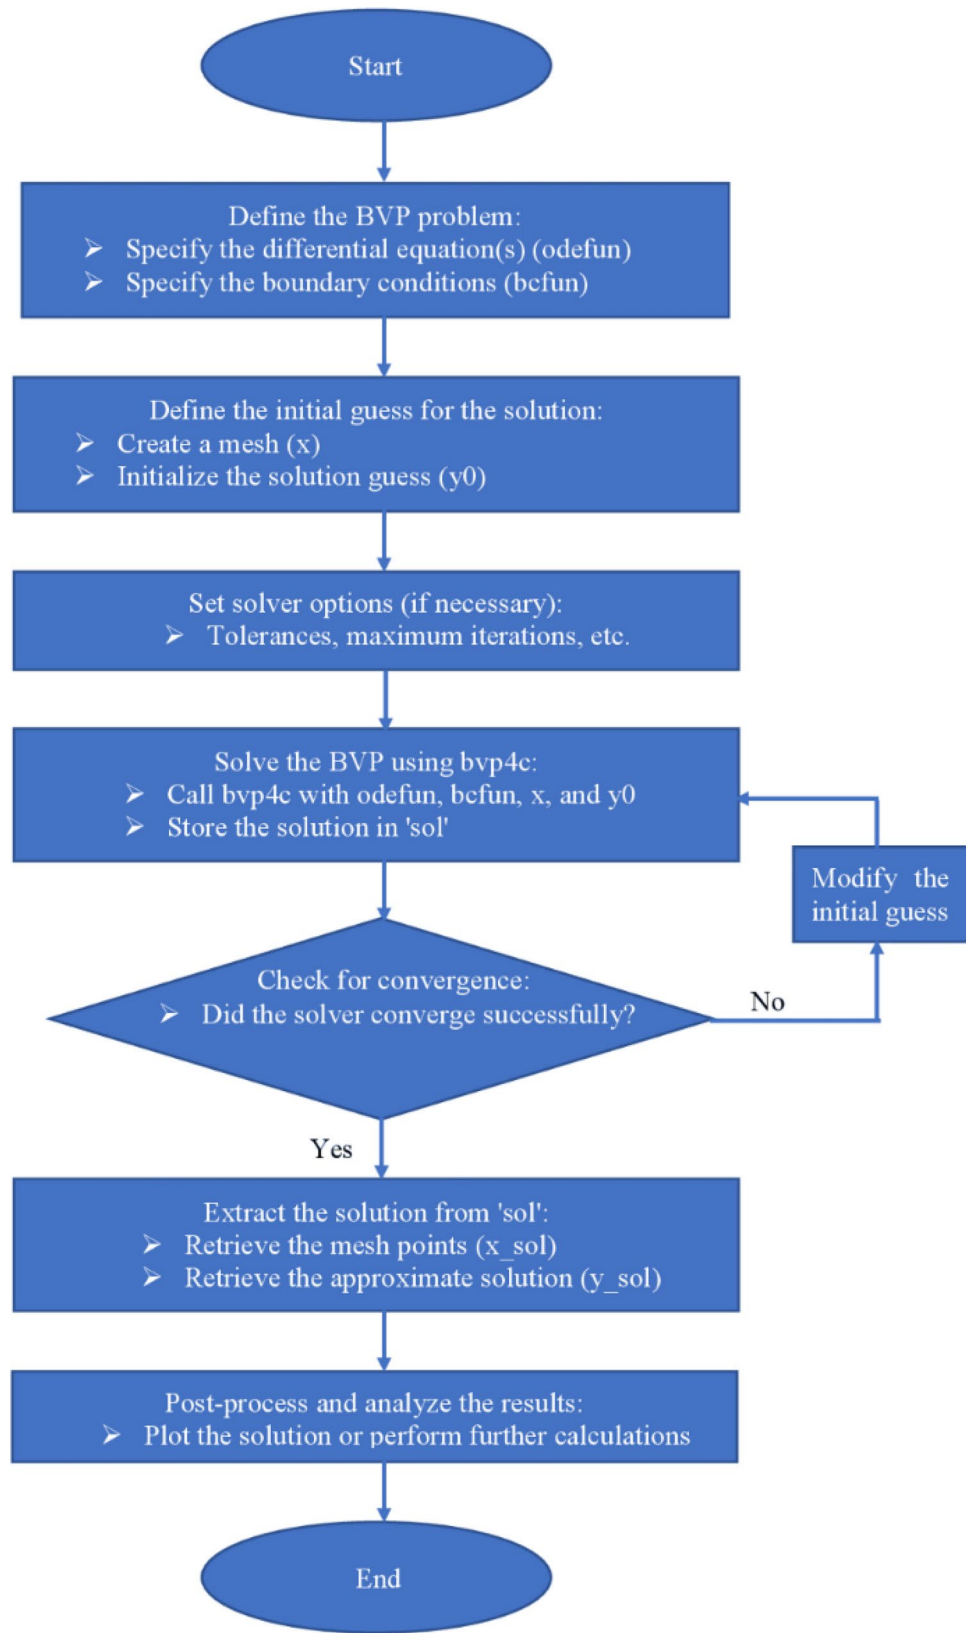 Start
Define the BVP problem:
➢ Specify the differential equation(s) (odefun)
➢ Specify the boundary conditions (bcfun)
Define the initial guess for the solution:
➢ Create a mesh (x)
➢ Initialize the solution guess (y0)
Set solver options (if necessary):
➢ Tolerances, maximum iterations, etc.
Solve the BVP using bvp4c:
➢ Call bvp4c with odefun, bcfun, x, and y0
➢ Store the solution in 'sol'
Modify the
initial guess
Check for convergence:
➢ Did the solver converge successfully?
No
Yes
Extract the solution from 'sol':
➢ Retrieve the mesh points (x_sol)
➢ Retrieve the approximate solution (y_sol)
Post-process and analyze the results:
➢ Plot the solution or perform further calculations
End